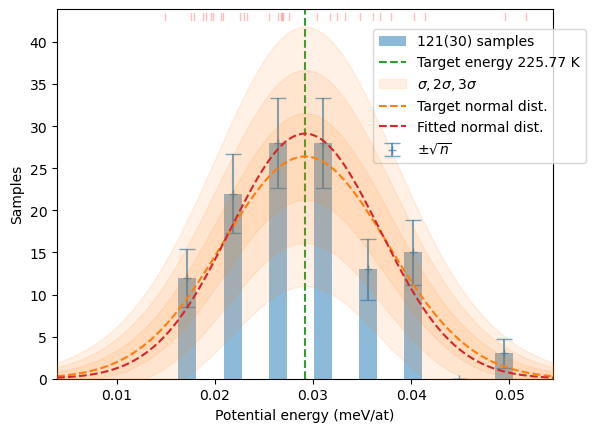 40
35
30
25
20
15
10
5
0
Samples
0.01 0.02 0.03 0.04 0.05
Potential energy (meV/at)
121(30) samples
Target energy 225.77 K
σ, 2σ, 3σ
Target normal dist.
Fitted normal dist.
±√n